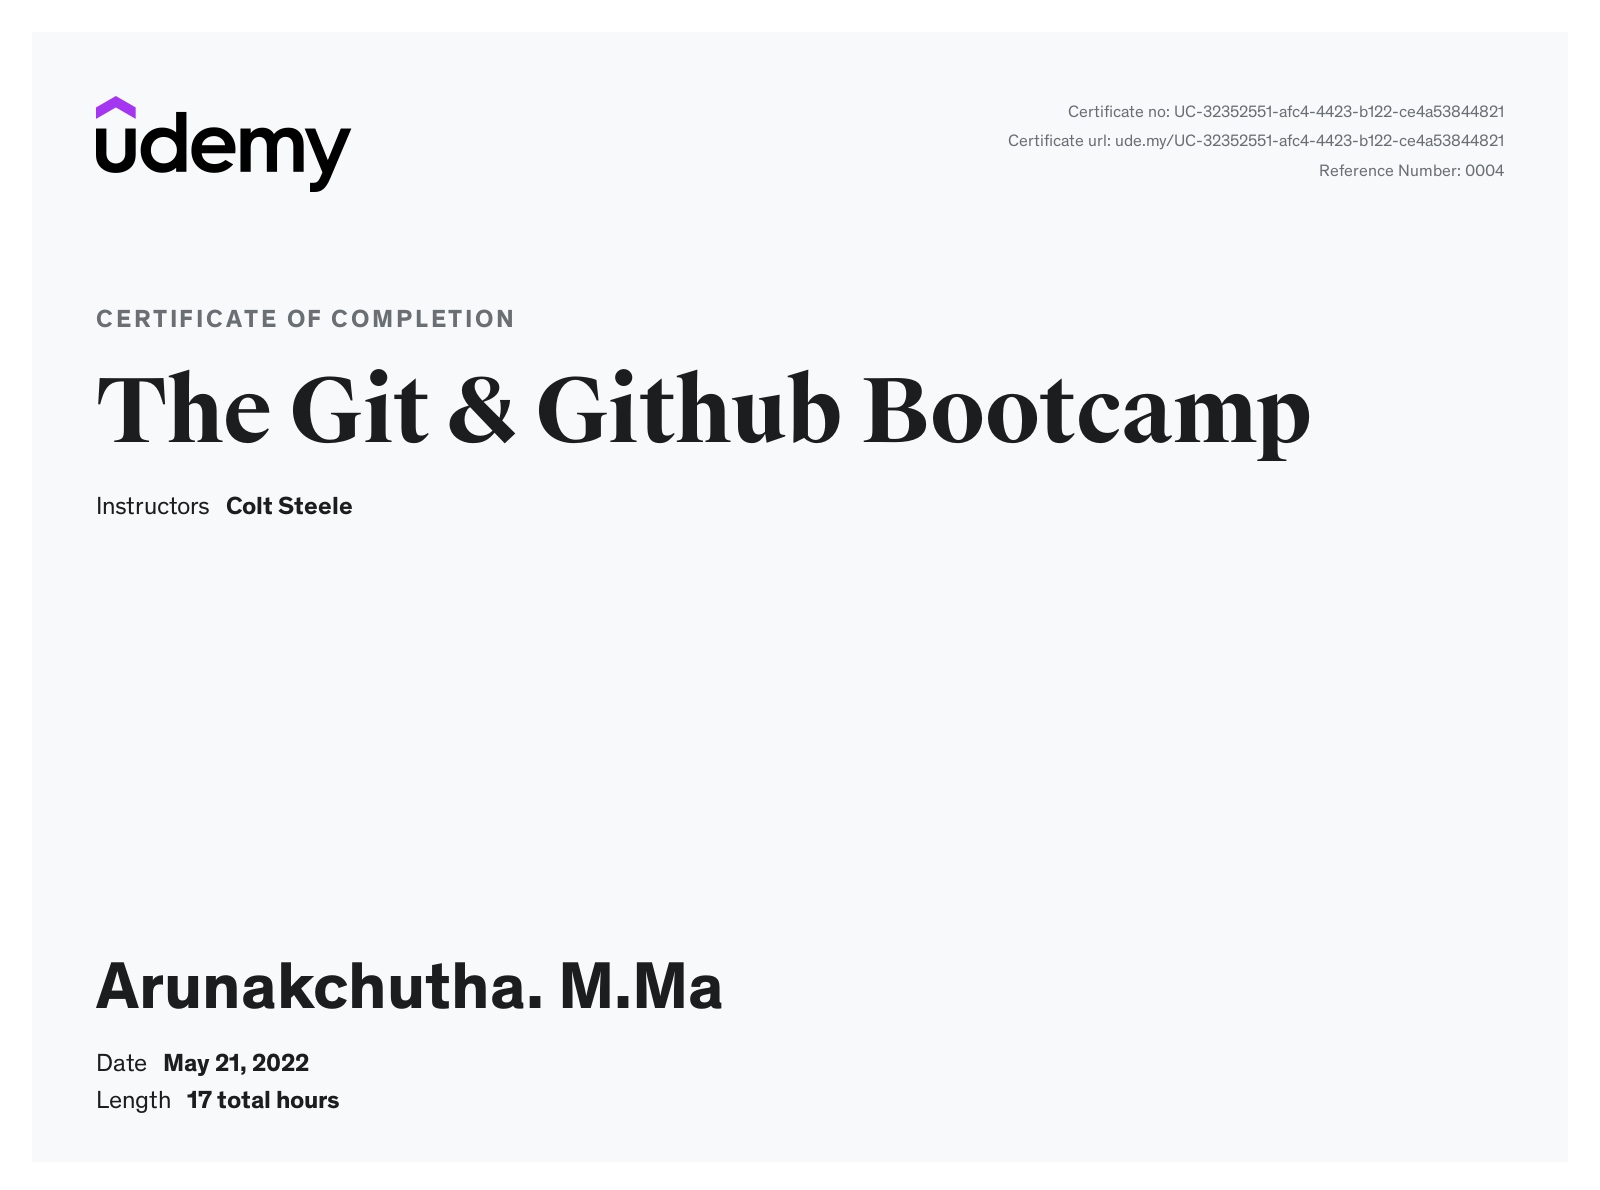 udemy
Certificate no: UC-32352551-afc4-4423-b122-ce4a53844821
Certificate url: ude.my/UC-32352551-afc4-4423-b122-ce4a53844821
Reference Number: 0004
CERTIFICATE OF COMPLETION
The Git & Github Bootcamp
Instructors Colt Steele
Arunakchutha. M.Ma
Date May 21, 2022
Length 17 total hours